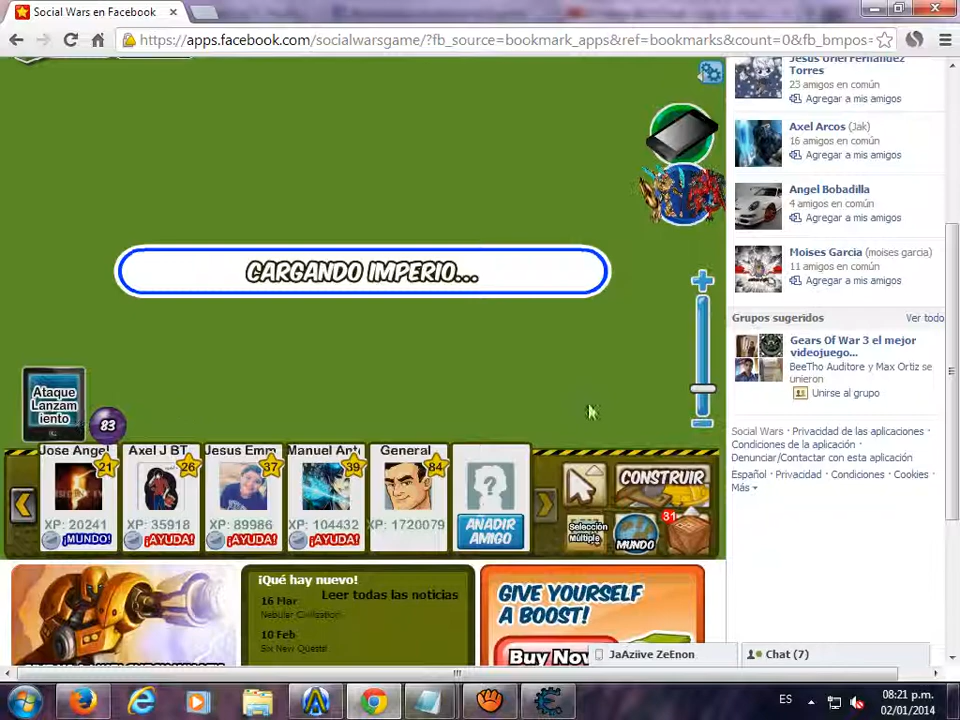 Social Wars en Facebook
https://apps.facebook.com/socialwarsgame/?fb_source=bookmark_apps&ref=bookmarks&count=0&fb_bmpos=
Jesus Uriel Fernandez
Torres
23 amigos en común
Agregar a mis amigos
Axel Arcos (Jak)
16 amigos en común
Agregar a mis amigos
Angel Bobadilla
4 amigos en común
Agregar a mis amigos
Moises Garcia (moises garcia)
11 amigos en común
Agregar a mis amigos
Grupos sugeridos
Ver todo
Gears Of War 3 el mejor
videojuego...
BeeTho Auditore y Max Ortiz se
unieron
Unirse al grupo
Social Wars · Privacidad de las aplicaciones ·
Condiciones de la aplicación ·
Denunciar/Contactar con esta aplicación
Español · Privacidad · Condiciones · Cookies ·
Más
CARGANDO IMPERIO...
Ataque
Lanzam
iento
83
Jose Angel
21
XP: 20241
¡MUNDO!
Axel J BT
26
XP: 35918
¡AYUDA!
Jesus Emm
37
XP: 89986
¡AYUDA!
Manuel Anto
39
XP: 104432
¡AYUDA!
General
84
XP: 1720079
?
AÑADIR
AMIGO
CONSTRUIR
Selección
Múltiple
MUNDO
31
¡Qué hay nuevo!
Leer todas las noticias
16 Mar
Nebular Civilization!
10 Feb
Six New Quests!
GIVE YOURSELF
A BOOST!
Buy Now
JaAziive ZeEnon
Chat (7)
ES
08:21 p.m.
02/01/2014